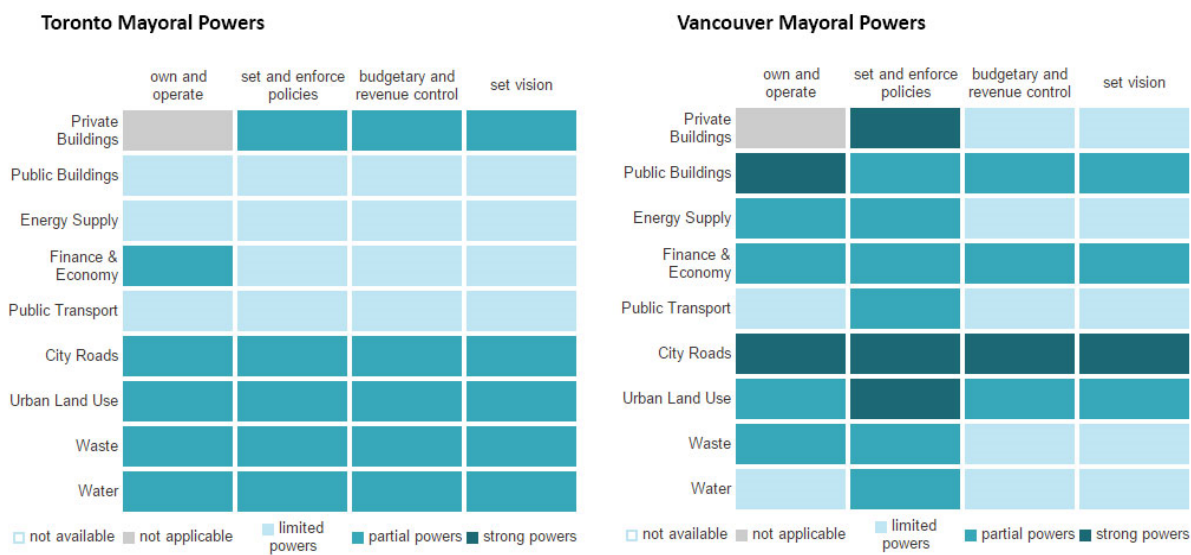 Toronto Mayoral Powers
own and
operate
set and enforce
policies
budgetary and
revenue control
set vision
Private
Buildings
Public Buildings
Energy Supply
Finance &
Economy
Public Transport
City Roads
Urban Land Use
Waste
Water
not available
not applicable
limited
powers
partial powers
strong powers
Vancouver Mayoral Powers
own and
operate
set and enforce
policies
budgetary and
revenue control
set vision
Private
Buildings
Public Buildings
Energy Supply
Finance &
Economy
Public Transport
City Roads
Urban Land Use
Waste
Water
not available
not applicable
limited
powers
partial powers
strong powers